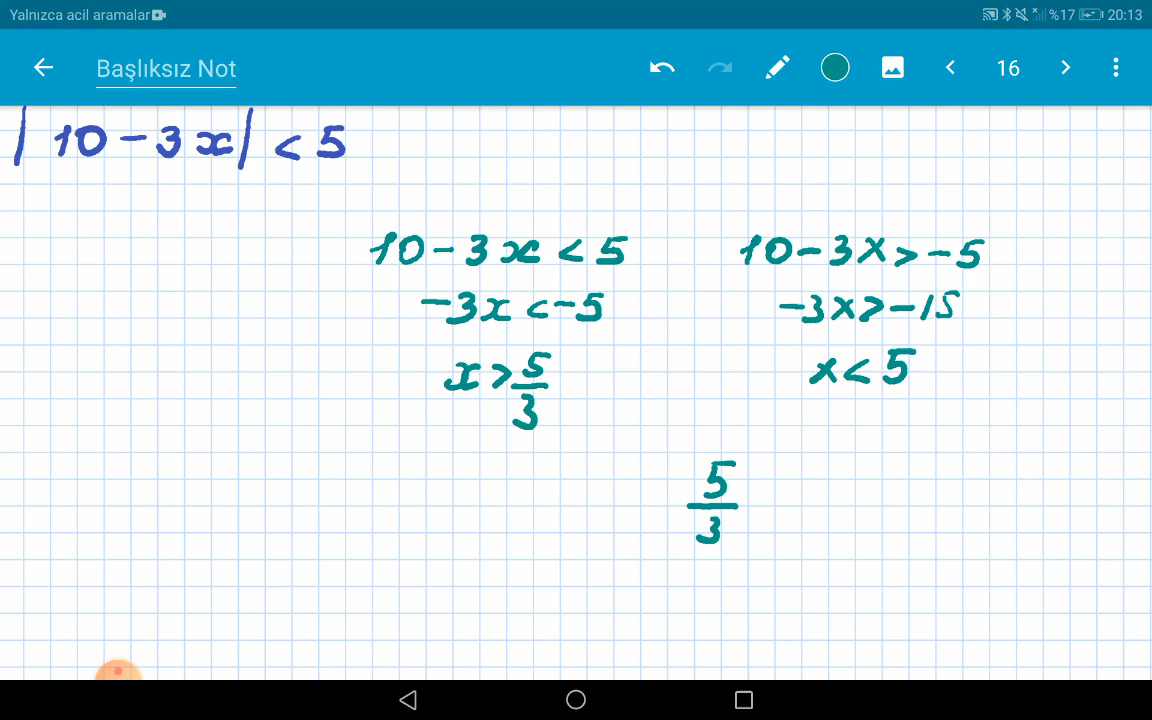 Yalnızca acil aramalar %17 20:13
Başlıksız Not 16
| 10 - 3x | < 5
10 - 3x < 5 10 - 3x > -5
-3x < -5 -3x > -15
x > 5/3 x < 5
5/3